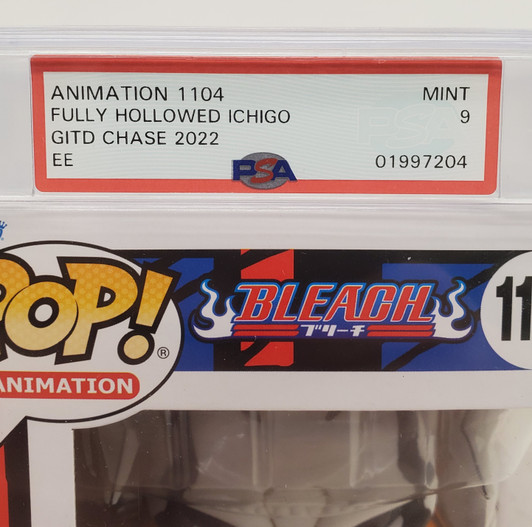 ANIMATION 1104 MINT
FULLY HOLLOWED ICHIGO 9
GITD CHASE 2022
EE PSA 01997204
POP! ®
ANIMATION
BLEACH
ブリーチ
11